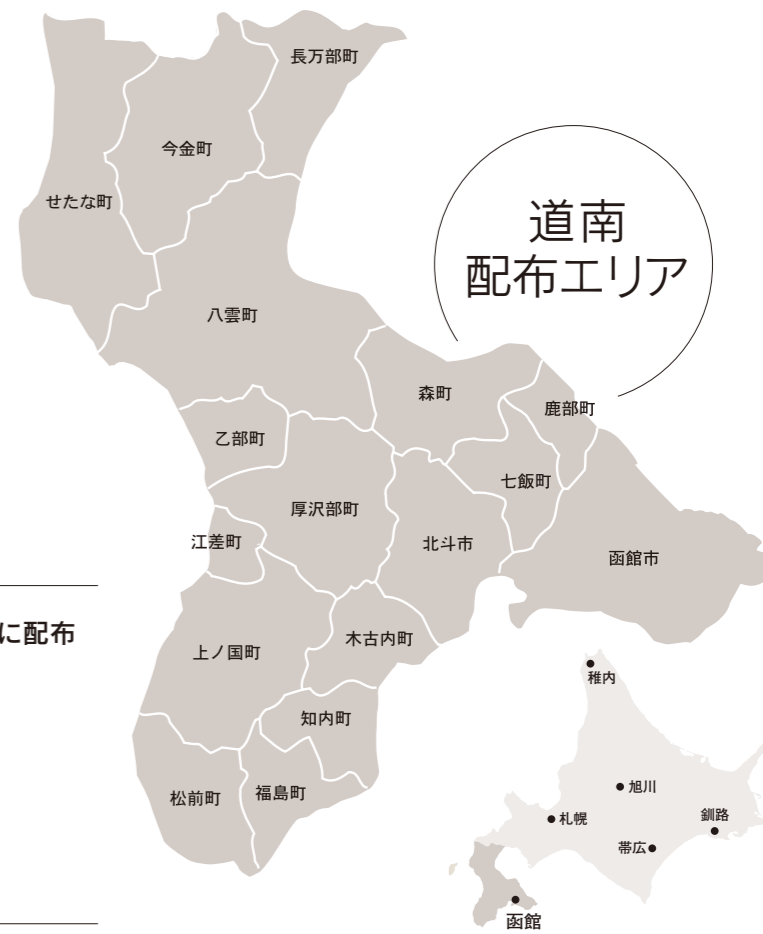 長万部町
今金町
せたな町
道南
配布エリア
八雲町
森町
鹿部町
乙部町
七飯町
厚沢部町
江差町
北斗市
函館市
に配布
木古内町
上ノ国町
稚内
知内町
旭川
福島町
松前町
釧路
札幌
帯広
函館